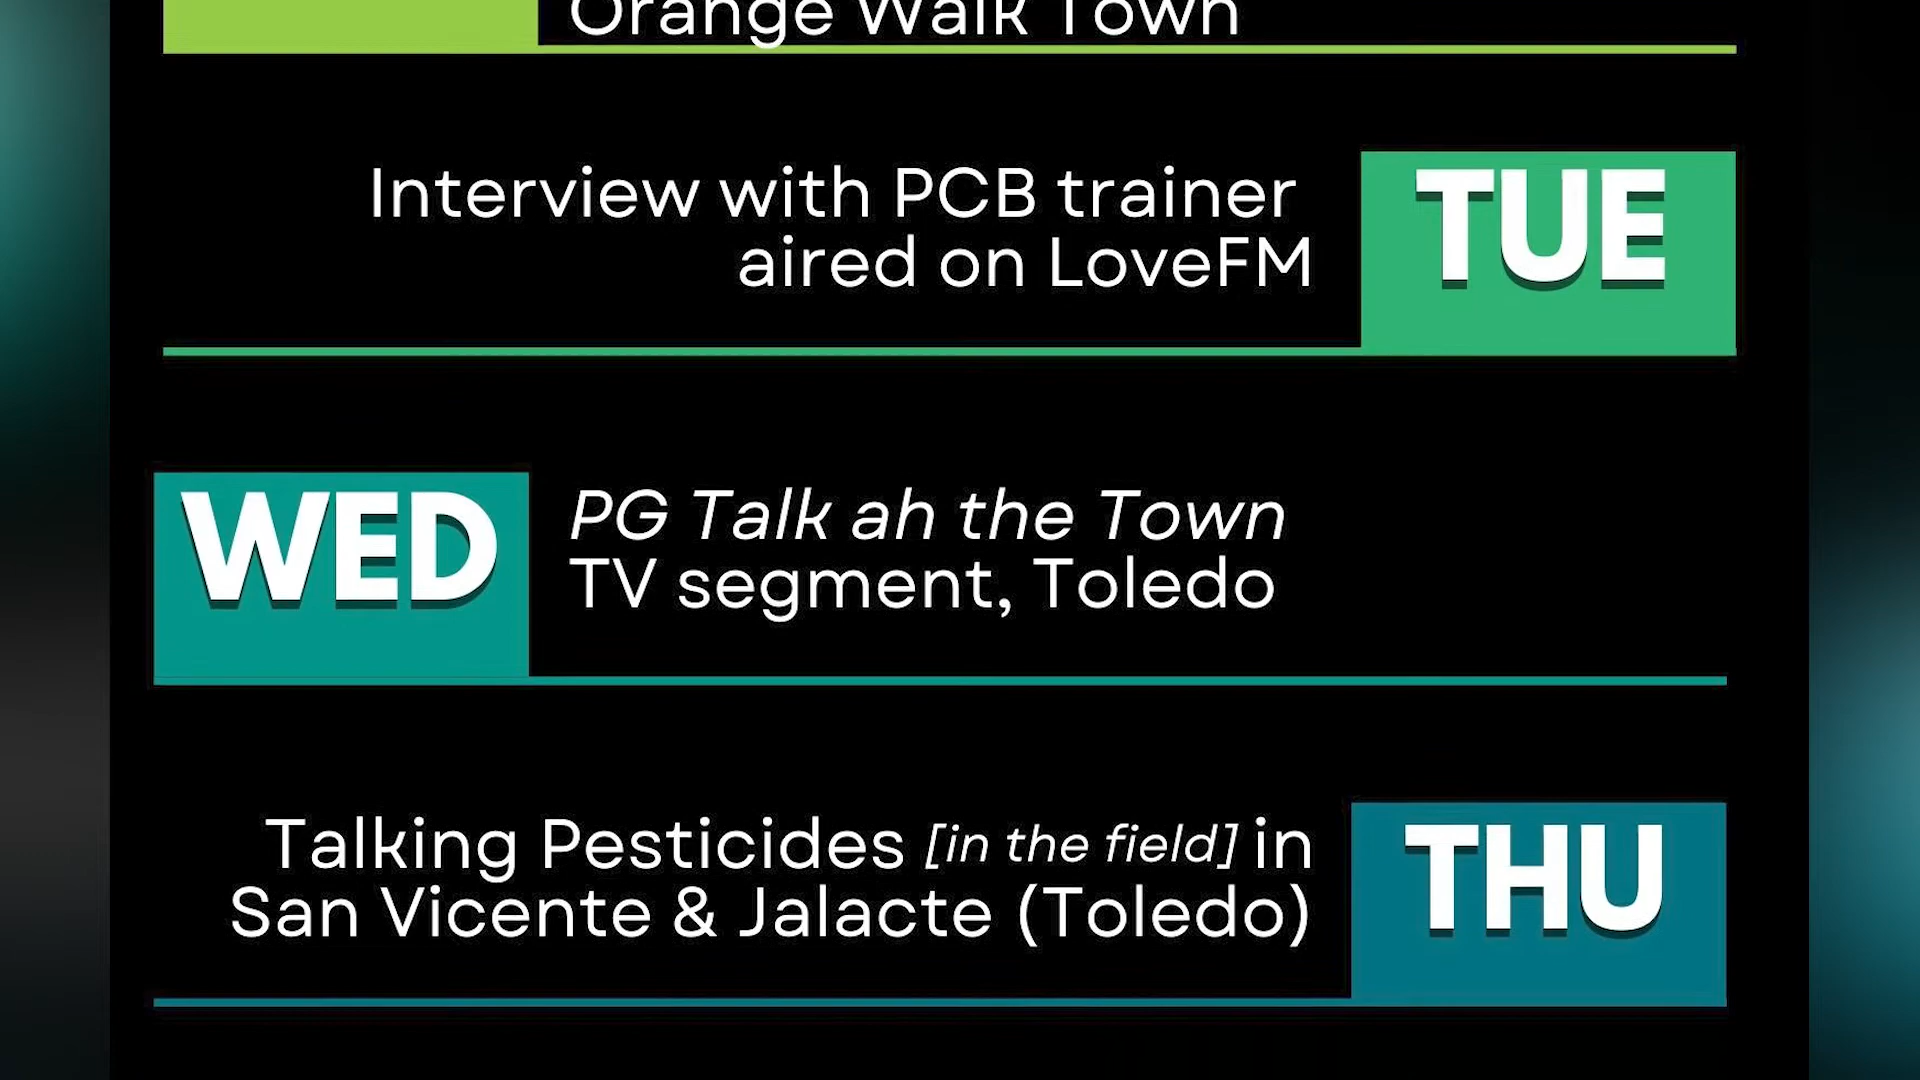 Orange Walk Town
Interview with PCB trainer
aired on LoveFM
TUE
WED
PG Talk ah the Town
TV segment, Toledo
Talking Pesticides [in the field] in
San Vicente & Jalacte (Toledo)
THU